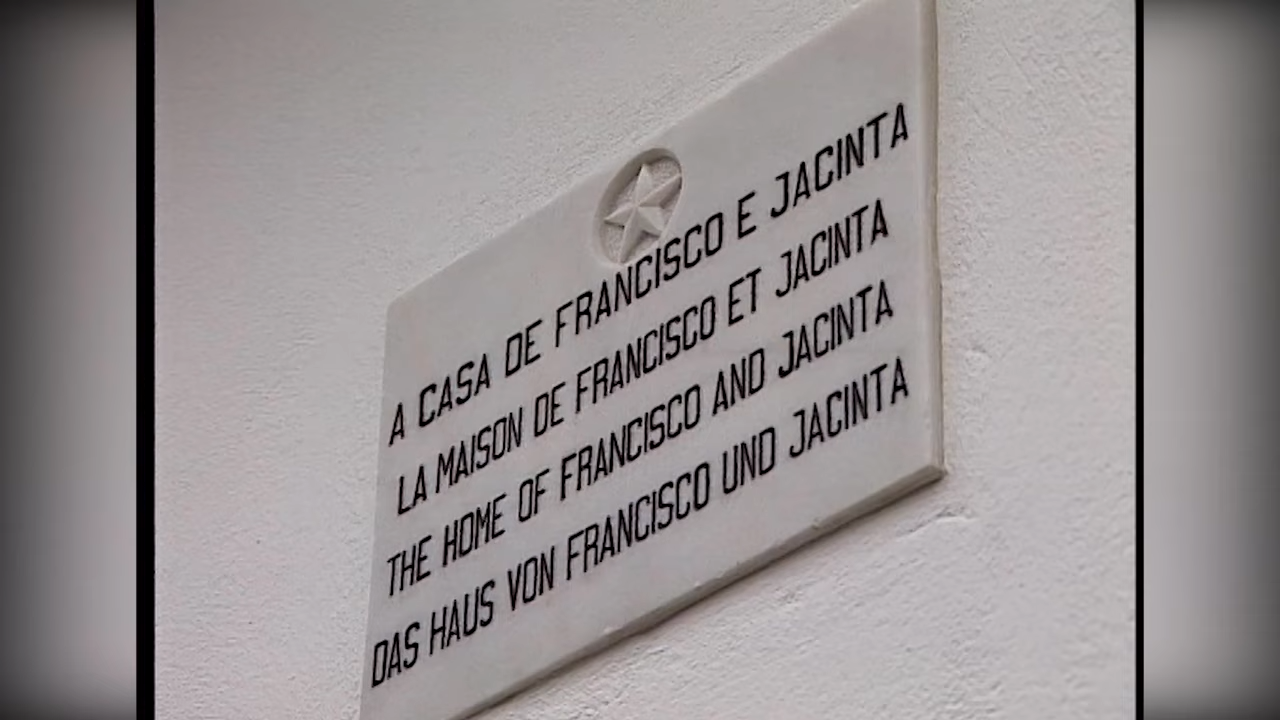 A CASA DE FRANCISCO E JACINTA
LA MAISON DE FRANCISCO ET JACINTA
THE HOME OF FRANCISCO AND JACINTA
DAS HAUS VON FRANCISCO UND JACINTA